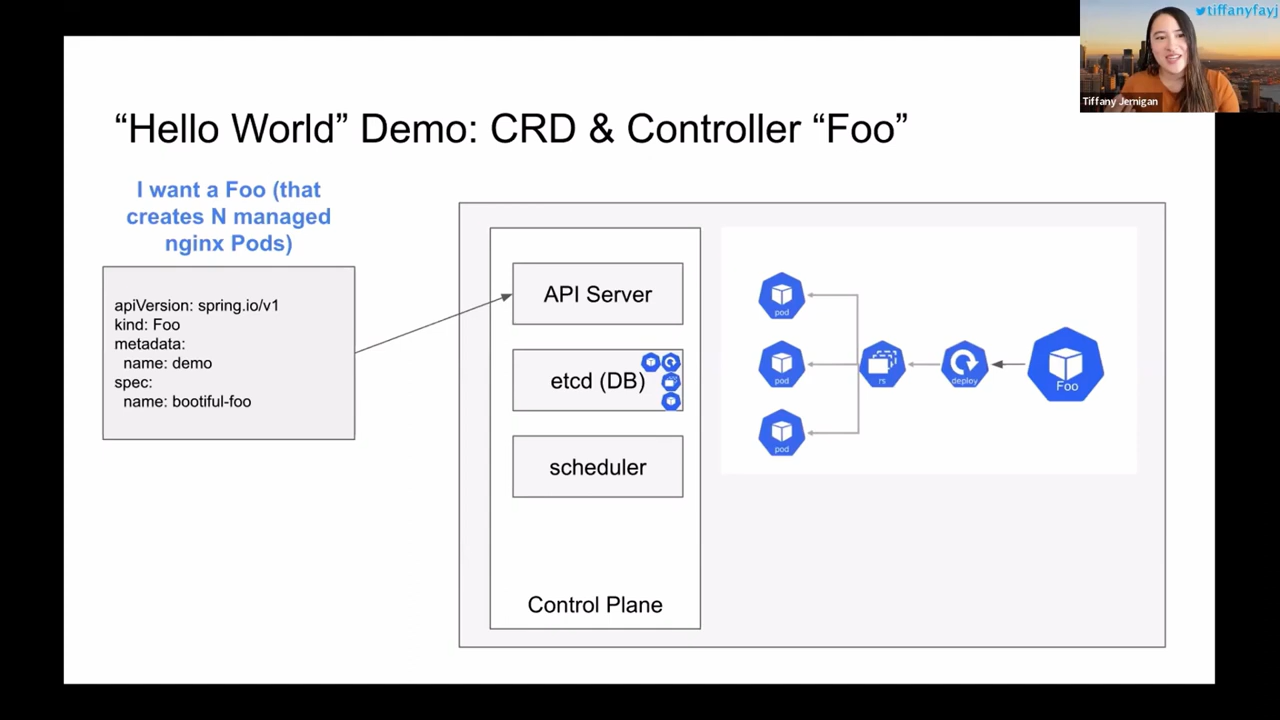 tiffanyfayj
Tiffany Jernigan
“Hello World” Demo: CRD & Controller “Foo”
I want a Foo (that
creates N managed
nginx Pods)
apiVersion: spring.io/v1
kind: Foo
metadata:
  name: demo
spec:
  name: bootiful-foo
API Server
etcd (DB)
scheduler
Control Plane
pod
pod
pod
rs
deploy
Foo